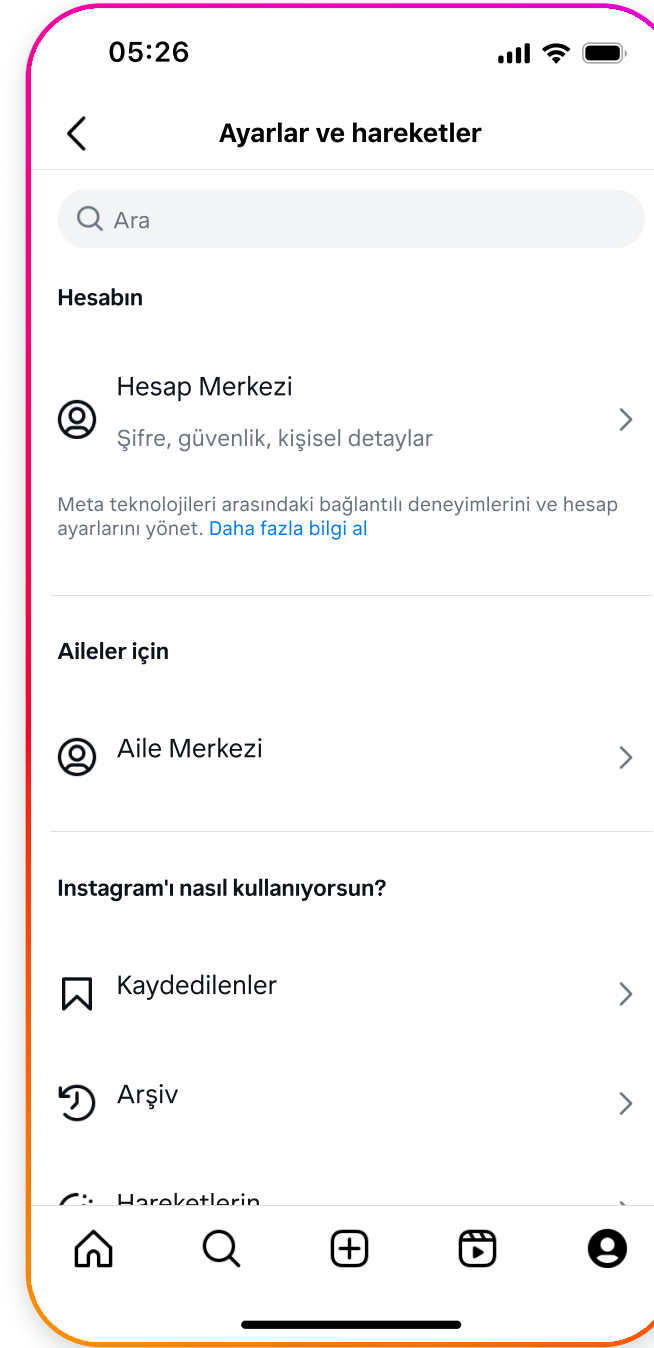 05:26
Ayarlar ve hareketler
Ara
Hesabın
Hesap Merkezi
Şifre, güvenlik, kişisel detaylar
Meta teknolojileri arasındaki bağlantılı deneyimlerini ve hesap
ayarlarını yönet. Daha fazla bilgi al
Aileler için
Aile Merkezi
Instagram'ı nasıl kullanıyorsun?
Kaydedilenler
Arşiv
Hareketlerin